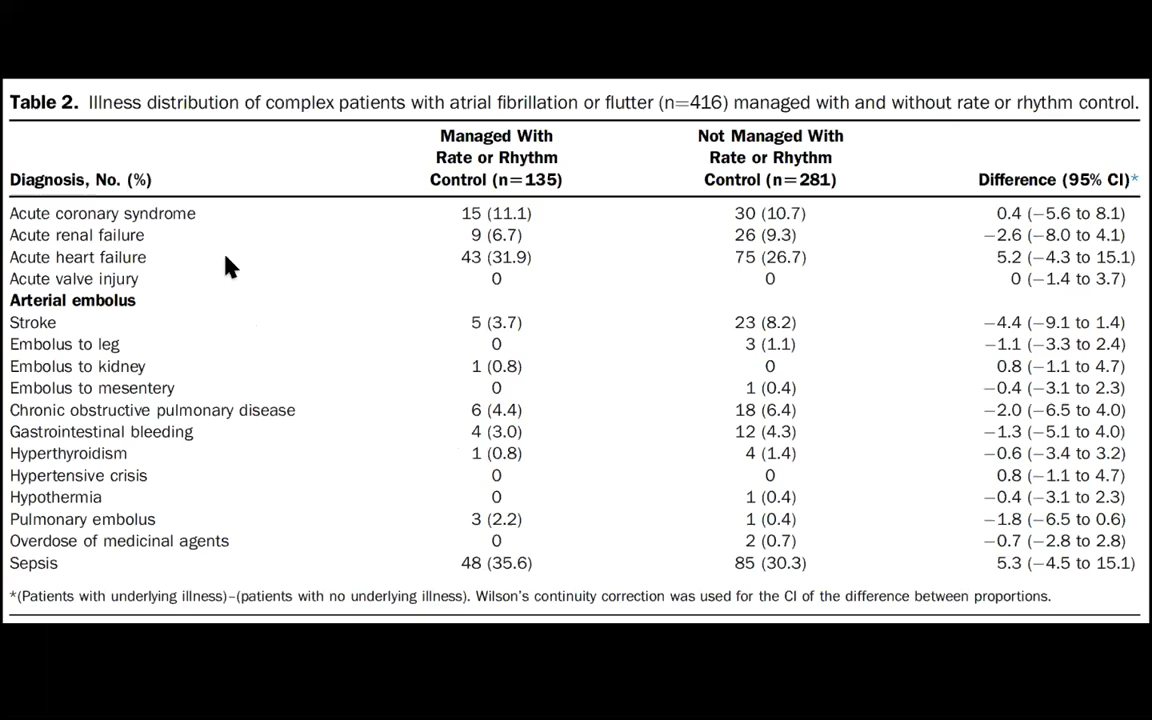 Table 2. Illness distribution of complex patients with atrial fibrillation or flutter (n=416) managed with and without rate or rhythm control.
Managed With Not Managed With
Rate or Rhythm Rate or Rhythm
Diagnosis, No. (%) Control (n=135) Control (n=281) Difference (95% CI)*
Acute coronary syndrome 15 (11.1) 30 (10.7) 0.4 (−5.6 to 8.1)
Acute renal failure 9 (6.7) 26 (9.3) −2.6 (−8.0 to 4.1)
Acute heart failure 43 (31.9) 75 (26.7) 5.2 (−4.3 to 15.1)
Acute valve injury 0 0 0 (−1.4 to 3.7)
Arterial embolus
Stroke 5 (3.7) 23 (8.2) −4.4 (−9.1 to 1.4)
Embolus to leg 0 3 (1.1) −1.1 (−3.3 to 2.4)
Embolus to kidney 1 (0.8) 0 0.8 (−1.1 to 4.7)
Embolus to mesentery 0 1 (0.4) −0.4 (−3.1 to 2.3)
Chronic obstructive pulmonary disease 6 (4.4) 18 (6.4) −2.0 (−6.5 to 4.0)
Gastrointestinal bleeding 4 (3.0) 12 (4.3) −1.3 (−5.1 to 4.0)
Hyperthyroidism 1 (0.8) 4 (1.4) −0.6 (−3.4 to 3.2)
Hypertensive crisis 0 0 0.8 (−1.1 to 4.7)
Hypothermia 0 1 (0.4) −0.4 (−3.1 to 2.3)
Pulmonary embolus 3 (2.2) 1 (0.4) −1.8 (−6.5 to 0.6)
Overdose of medicinal agents 0 2 (0.7) −0.7 (−2.8 to 2.8)
Sepsis 48 (35.6) 85 (30.3) 5.3 (−4.5 to 15.1)
*(Patients with underlying illness)–(patients with no underlying illness). Wilson's continuity correction was used for the CI of the difference between proportions.